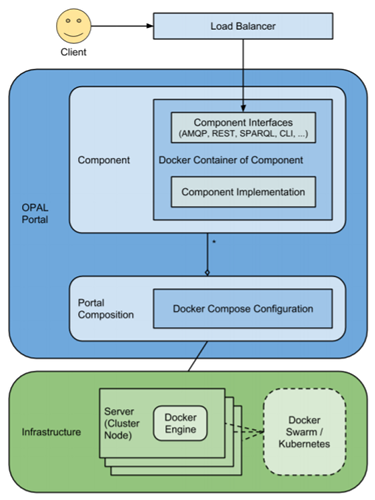 Load Balancer
Client
Component Interfaces
(AMQP, REST, SPARQL, CLI, ...)
Component
Docker Container of Component
Component Implementation
OPAL
Portal
*
Portal
Composition
Docker Compose Configuration
Server
(Cluster
Node)
Docker
Engine
Infrastructure
Docker
Swarm /
Kubernetes